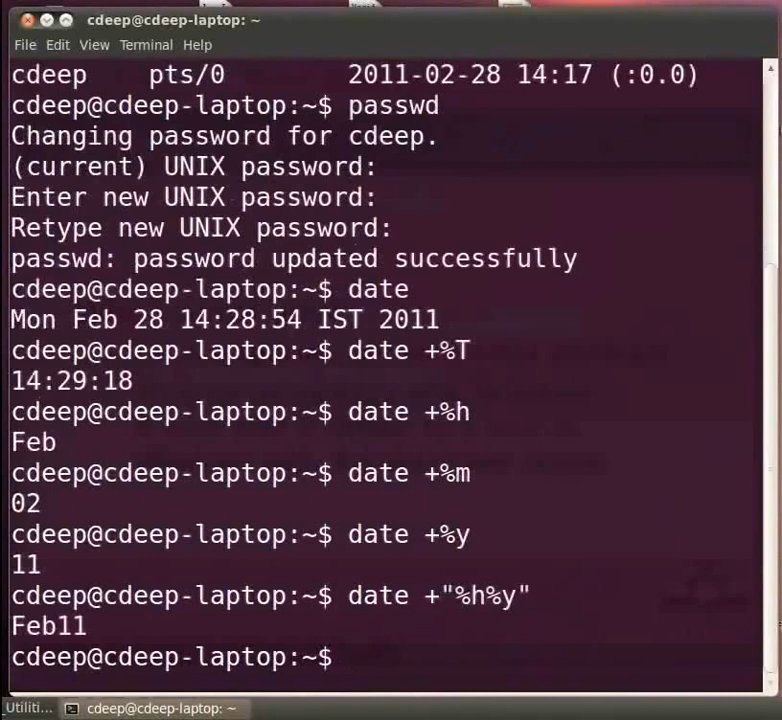 cdeep@cdeep-laptop: ~
File Edit View Terminal Help
cdeep    pts/0        2011-02-28 14:17 (:0.0)
cdeep@cdeep-laptop:~$ passwd
Changing password for cdeep.
(current) UNIX password:
Enter new UNIX password:
Retype new UNIX password:
passwd: password updated successfully
cdeep@cdeep-laptop:~$ date
Mon Feb 28 14:28:54 IST 2011
cdeep@cdeep-laptop:~$ date +%T
14:29:18
cdeep@cdeep-laptop:~$ date +%h
Feb
cdeep@cdeep-laptop:~$ date +%m
02
cdeep@cdeep-laptop:~$ date +%y
11
cdeep@cdeep-laptop:~$ date +"%h%y"
Feb11
cdeep@cdeep-laptop:~$
Utiliti... cdeep@cdeep-laptop: ~